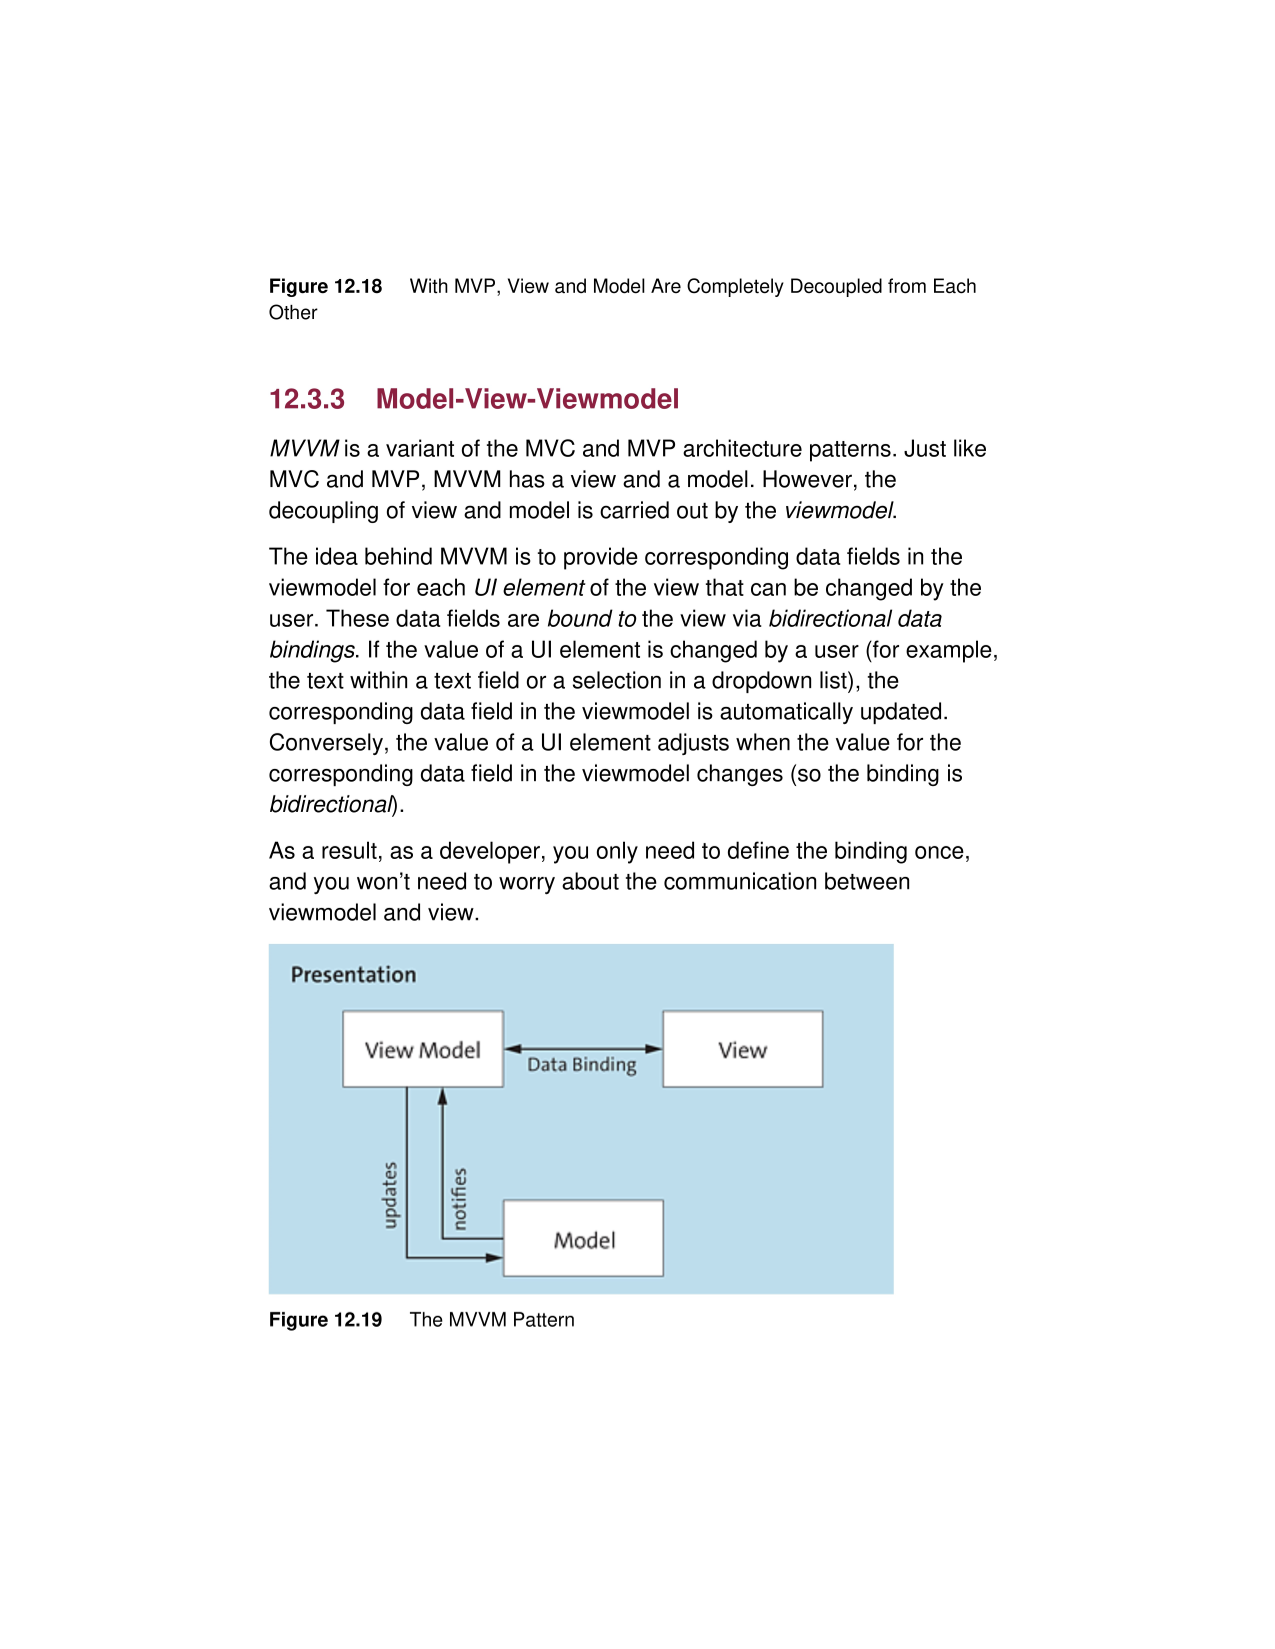 Figure 12.18 With MVP, View and Model Are Completely Decoupled from Each
Other
12.3.3 Model-View-Viewmodel
MVVM is a variant of the MVC and MVP architecture patterns. Just like
MVC and MVP, MVVM has a view and a model. However, the
decoupling of view and model is carried out by the viewmodel.
The idea behind MVVM is to provide corresponding data fields in the
viewmodel for each UI element of the view that can be changed by the
user. These data fields are bound to the view via bidirectional data
bindings. If the value of a UI element is changed by a user (for example,
the text within a text field or a selection in a dropdown list), the
corresponding data field in the viewmodel is automatically updated.
Conversely, the value of a UI element adjusts when the value for the
corresponding data field in the viewmodel changes (so the binding is
bidirectional).
As a result, as a developer, you only need to define the binding once,
and you won’t need to worry about the communication between
viewmodel and view.
Presentation
View Model
Data Binding
View
updates
notifies
Model
Figure 12.19 The MVVM Pattern